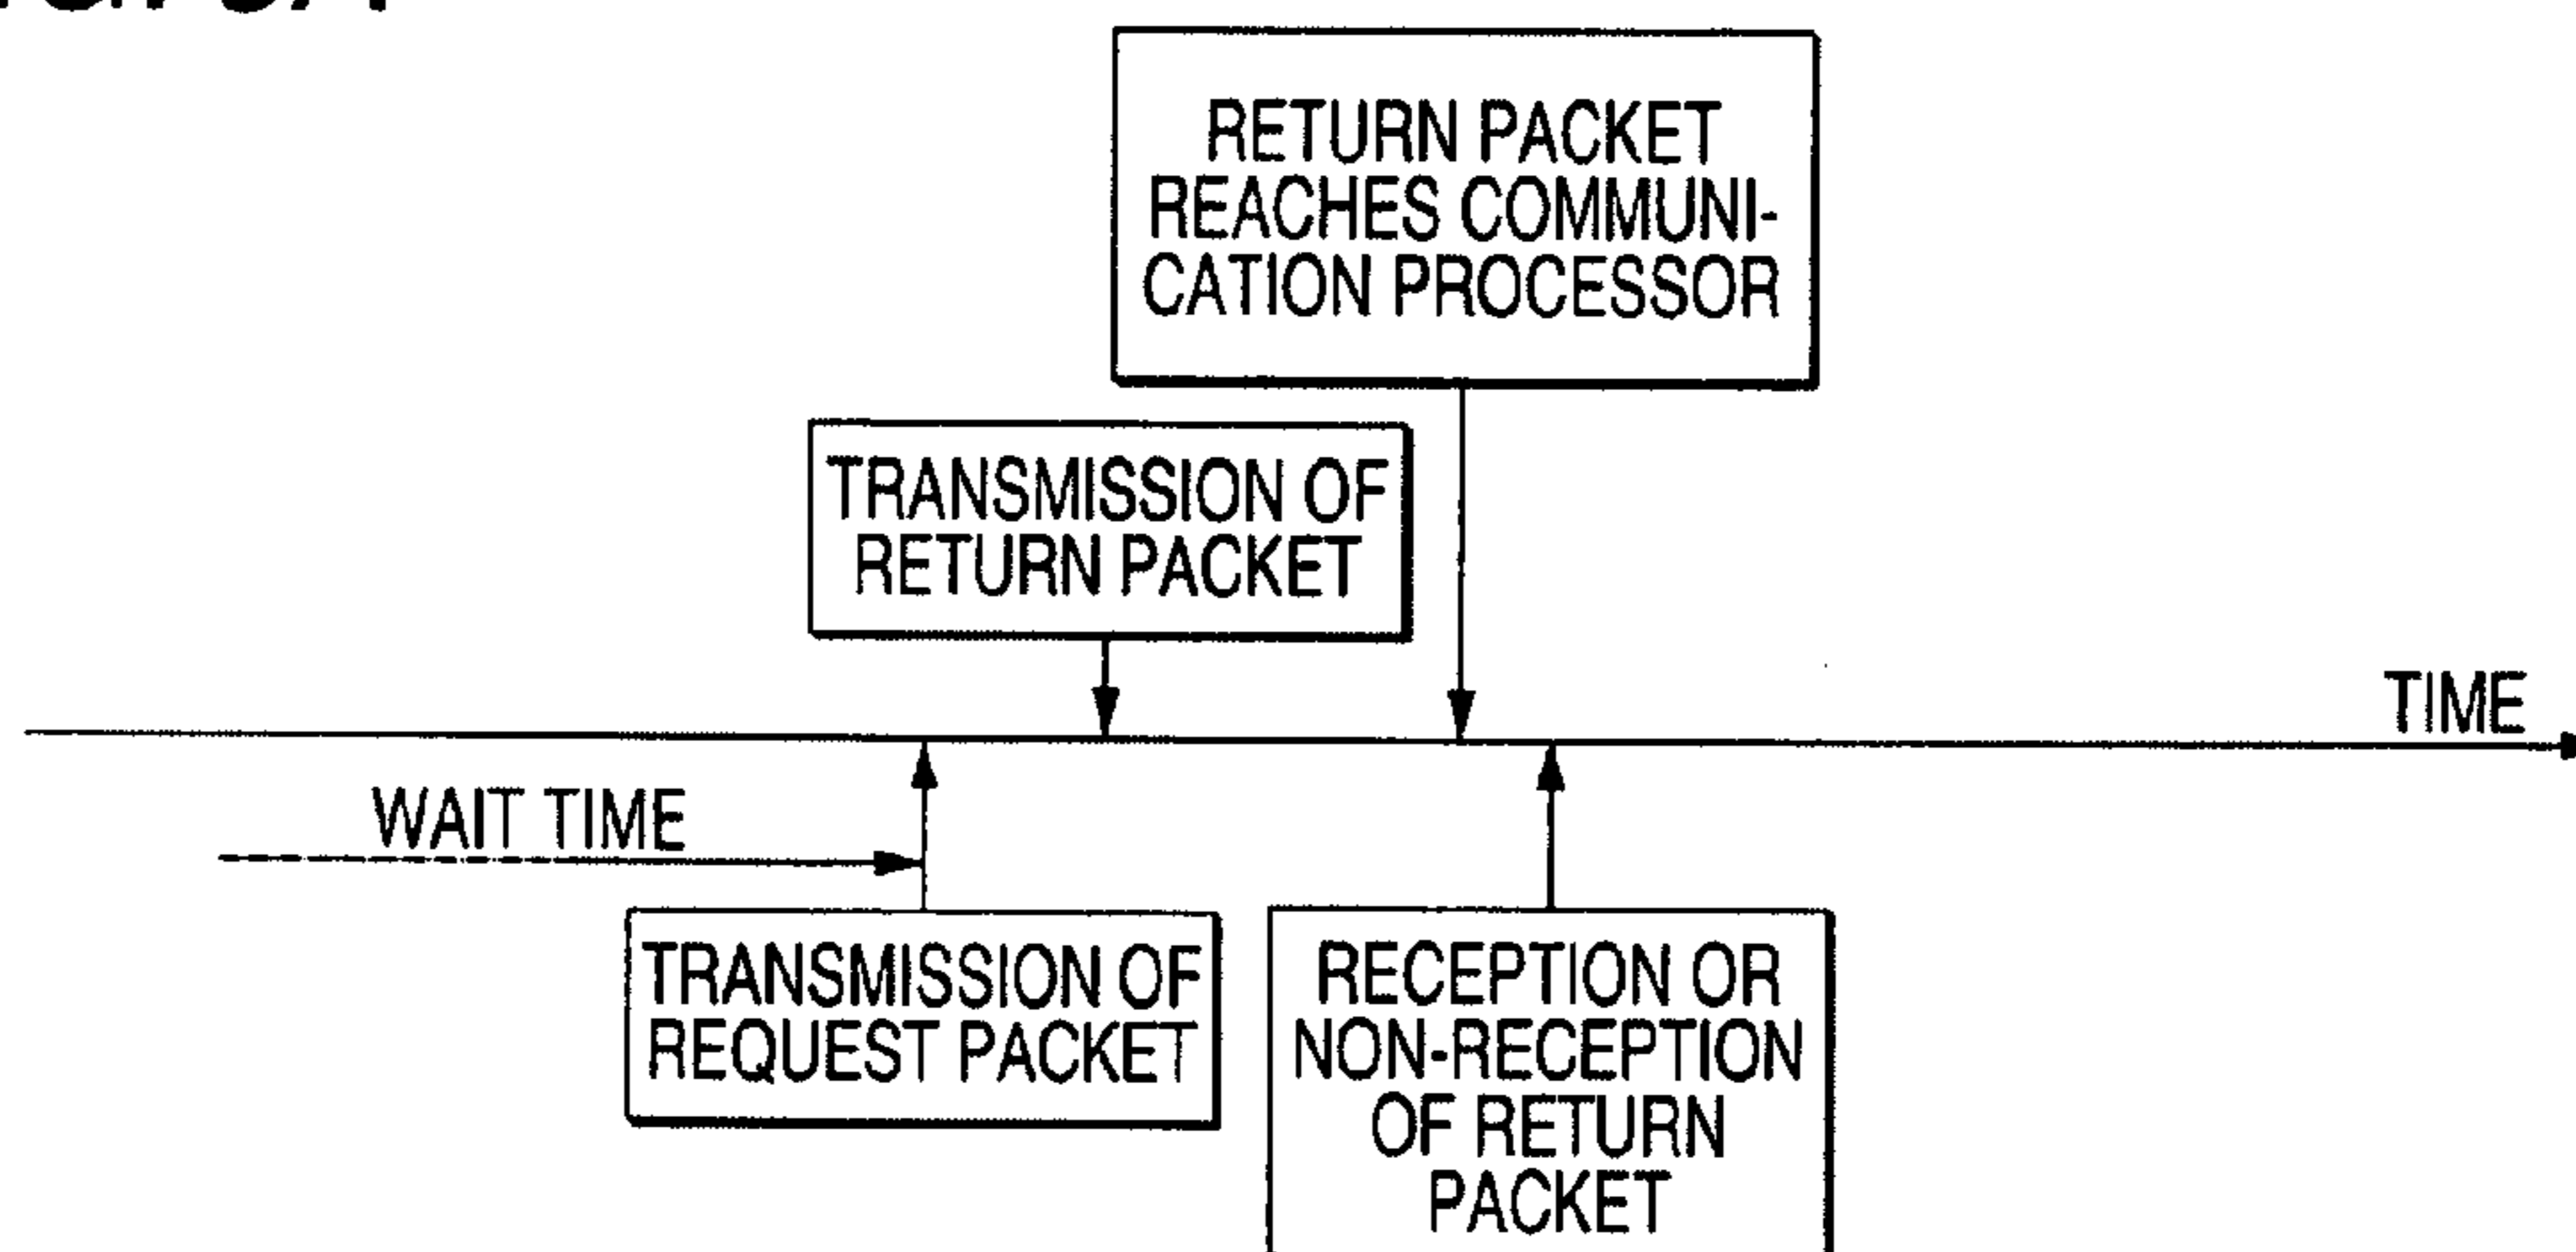 RETURN PACKET
REACHES COMMUNI-
CATION PROCESSOR
TRANSMISSION OF
RETURN PACKET
TIME
WAIT TIME
TRANSMISSION OF
REQUEST PACKET
RECEPTION OR
NON-RECEPTION
OF RETURN
PACKET